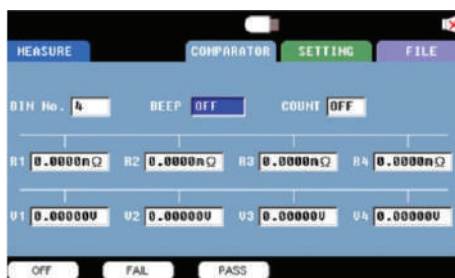 MEASURE COMPARATOR SETTING FILE
BIN No. 4 BEEP OFF COUNT OFF
R1 0.0000mΩ R2 0.0000mΩ R3 0.0000mΩ R4 0.0000mΩ
V1 0.00000V V2 0.00000V V3 0.00000V V4 0.00000V
OFF FAIL PASS